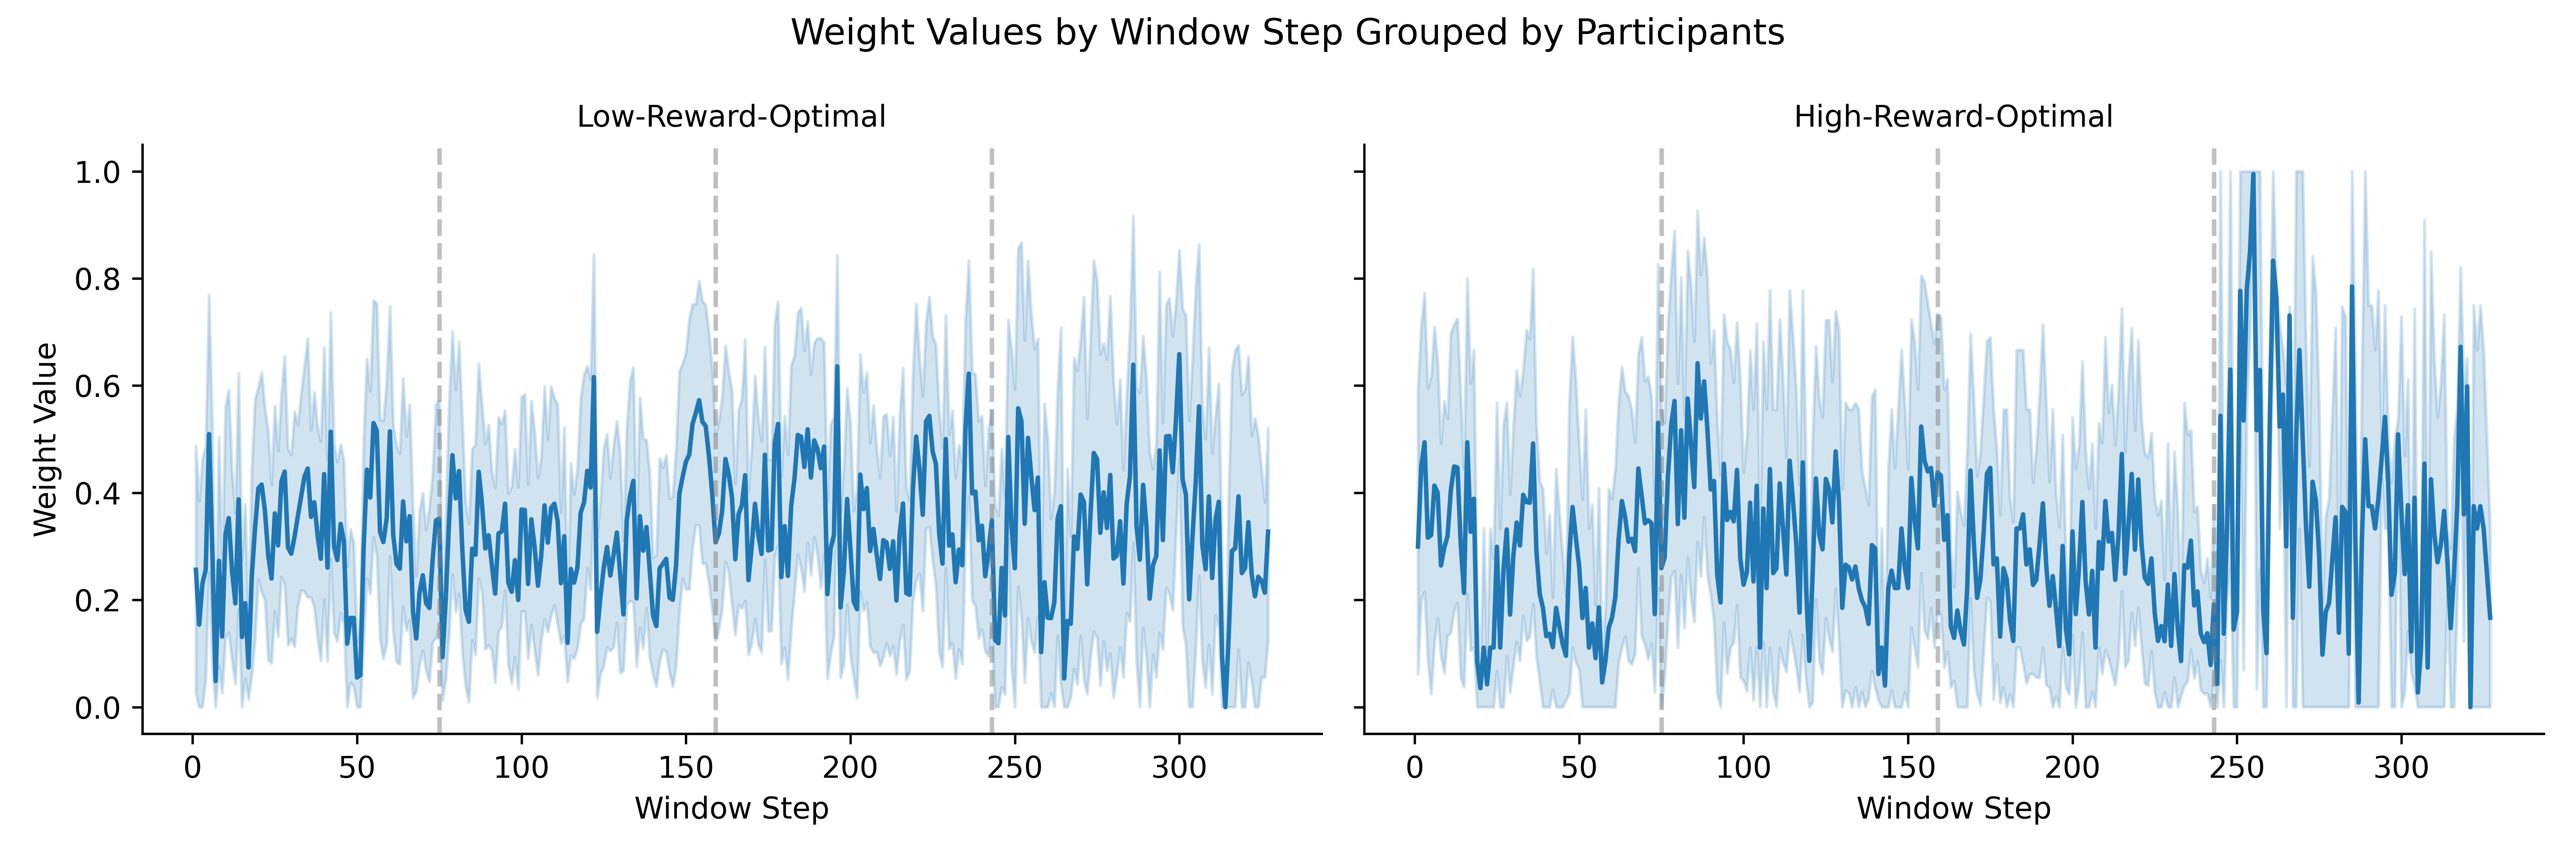 Weight Values by Window Step Grouped by Participants
Low-Reward-Optimal
High-Reward-Optimal
Weight Value
1.0
0.8
0.6
0.4
0.2
0.0
0 50 100 150 200 250 300
0 50 100 150 200 250 300
Window Step
Window Step